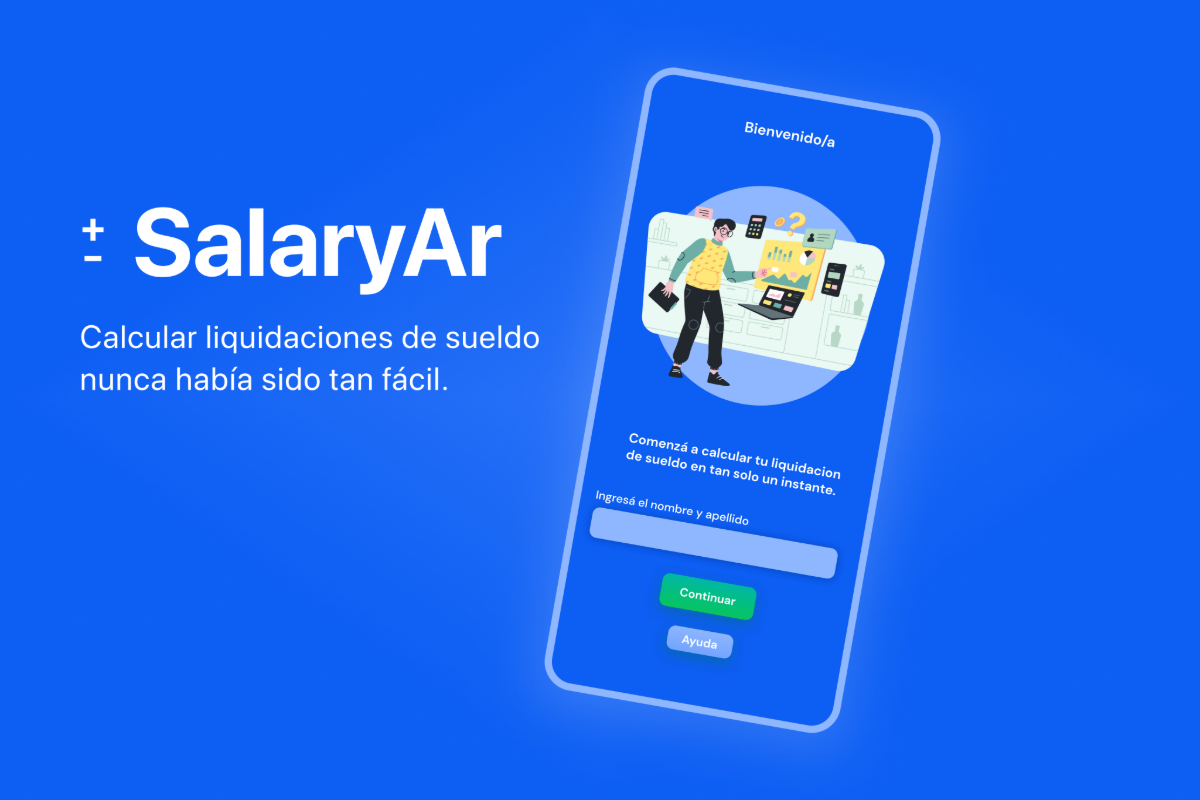 +
-
SalaryAr
Calcular liquidaciones de sueldo
nunca había sido tan fácil.
Bienvenido/a
?
Comenzá a calcular tu liquidacion
de sueldo en tan solo un instante.
Ingresá el nombre y apellido
Continuar
Ayuda